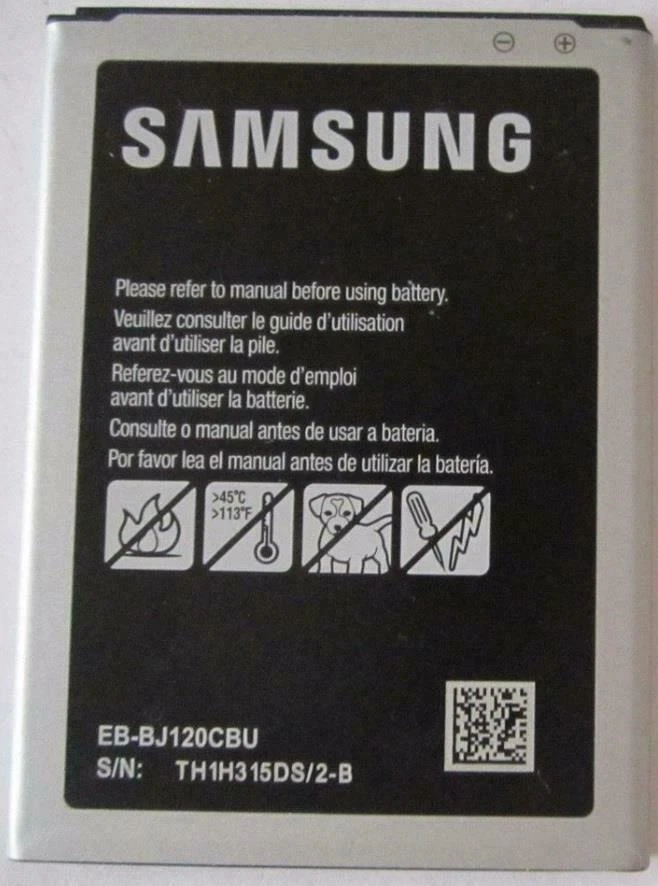 SAMSUNG
Please refer to manual before using battery.
Veuillez consulter le guide d'utilisation
avant d'utiliser la pile.
Referez-vous au mode d'emploi
avant d'utiliser la batterie.
Consulte o manual antes de usar a bateria.
Por favor lea el manual antes de utilizar la batería.
>45°C
>113°F
EB-BJ120CBU
S/N: TH1H315DS/2-B